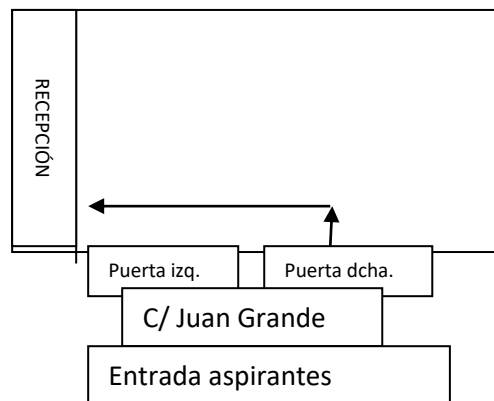 RECEPCIÓN
Puerta izq. Puerta dcha.
C/ Juan Grande
Entrada aspirantes